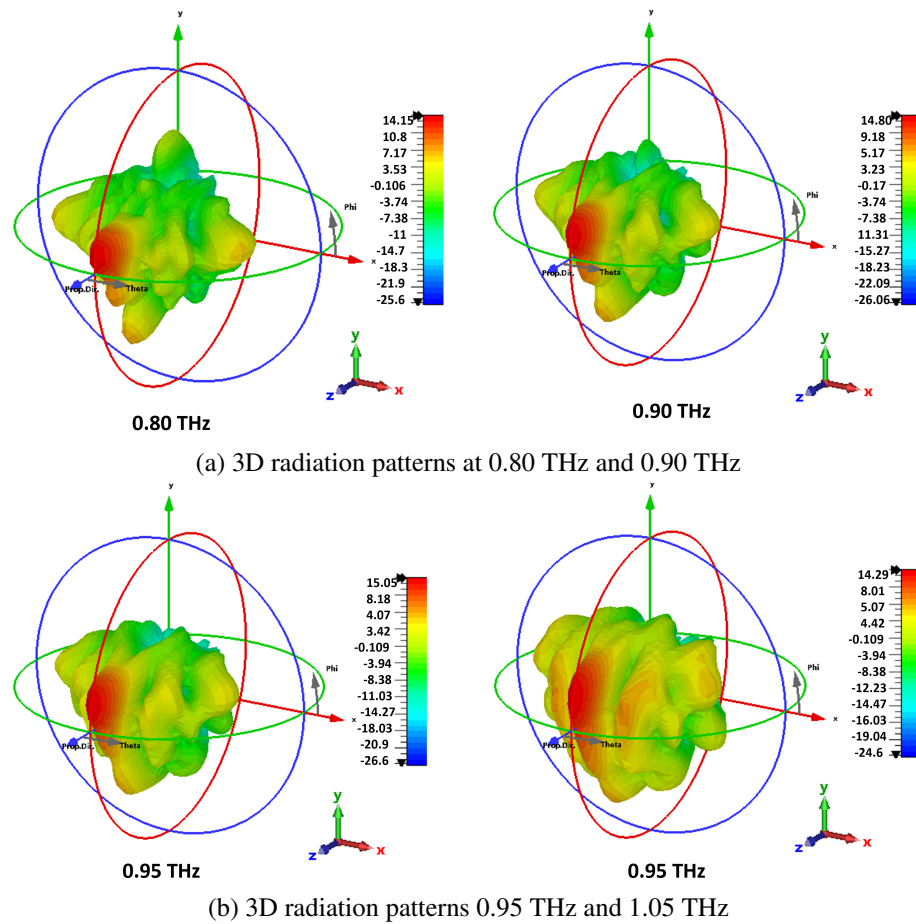 y
14.15
10.8
7.17
3.53
-0.106
-3.74
-7.38
-11
-14.7
-18.3
-21.9
-25.6
Phi
x
Prop.Dir.
Theta
y
z
x
0.80 THz
y
14.80
9.18
5.17
3.23
-0.17
-3.74
-7.38
-11.31
-15.27
-18.23
-22.09
-26.06
Phi
x
Prop.Dir.
Theta
y
z
x
0.90 THz
(a) 3D radiation patterns at 0.80 THz and 0.90 THz
y
15.05
8.18
4.07
3.42
-0.109
-3.94
-8.38
-11.03
-14.27
-18.03
-20.9
-26.6
Phi
x
Prop.Dir.
Theta
y
z
x
0.95 THz
y
14.29
8.01
5.07
4.42
-0.109
-4.94
-8.38
-12.23
-14.47
-16.03
-19.04
-24.6
Phi
x
Prop.Dir.
Theta
y
z
x
0.95 THz
(b) 3D radiation patterns 0.95 THz and 1.05 THz